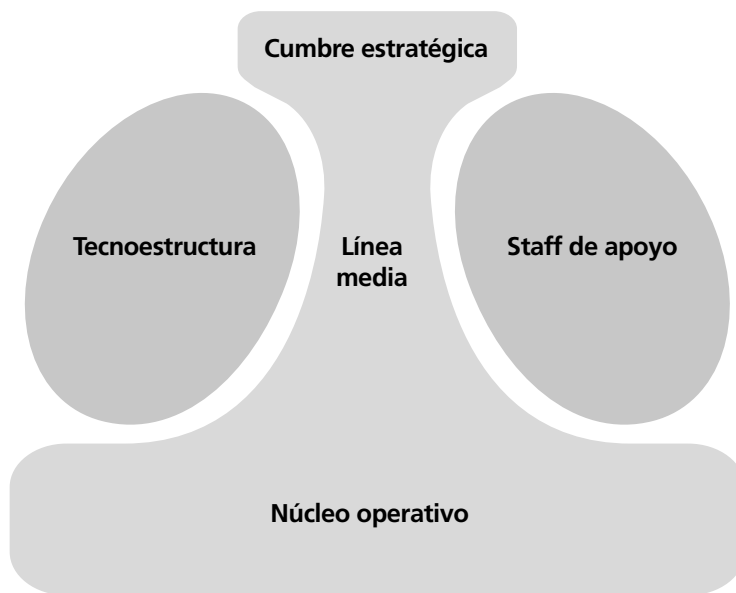 Cumbre estratégica
Tecnoestructura
Línea
media
Staff de apoyo
Núcleo operativo